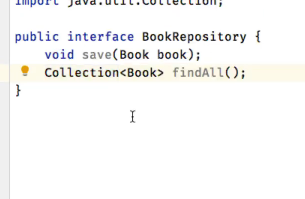 import java.util.Collection;
public interface BookRepository {
void save(Book book);
Collection<Book> findAll();
}